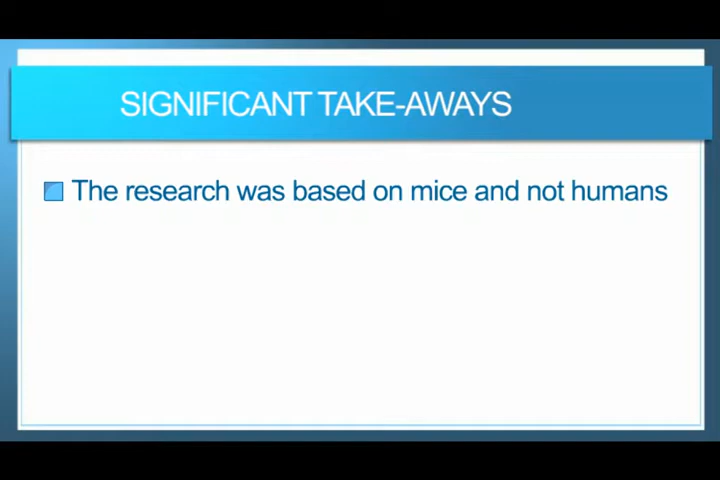 SIGNIFICANT TAKE-AWAYS
The research was based on mice and not humans